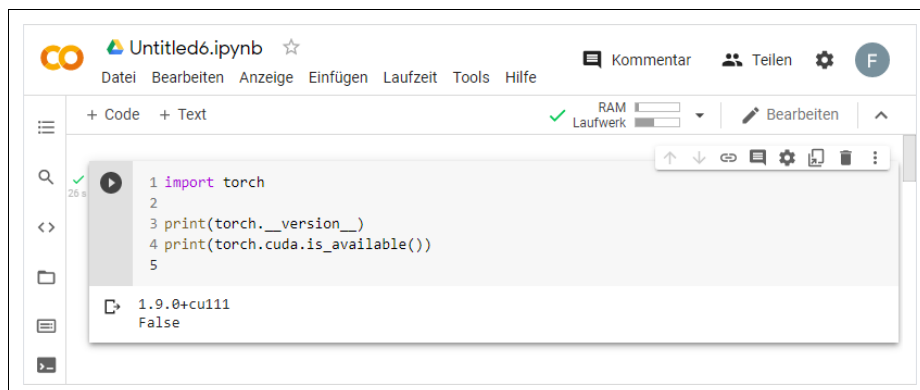 Untitled6.ipynb
Datei Bearbeiten Anzeige Einfügen Laufzeit Tools Hilfe
Kommentar Teilen F
+ Code + Text
RAM
Laufwerk
Bearbeiten
26 s
1 import torch
2
3 print(torch.__version__)
4 print(torch.cuda.is_available())
5
1.9.0+cu111
False